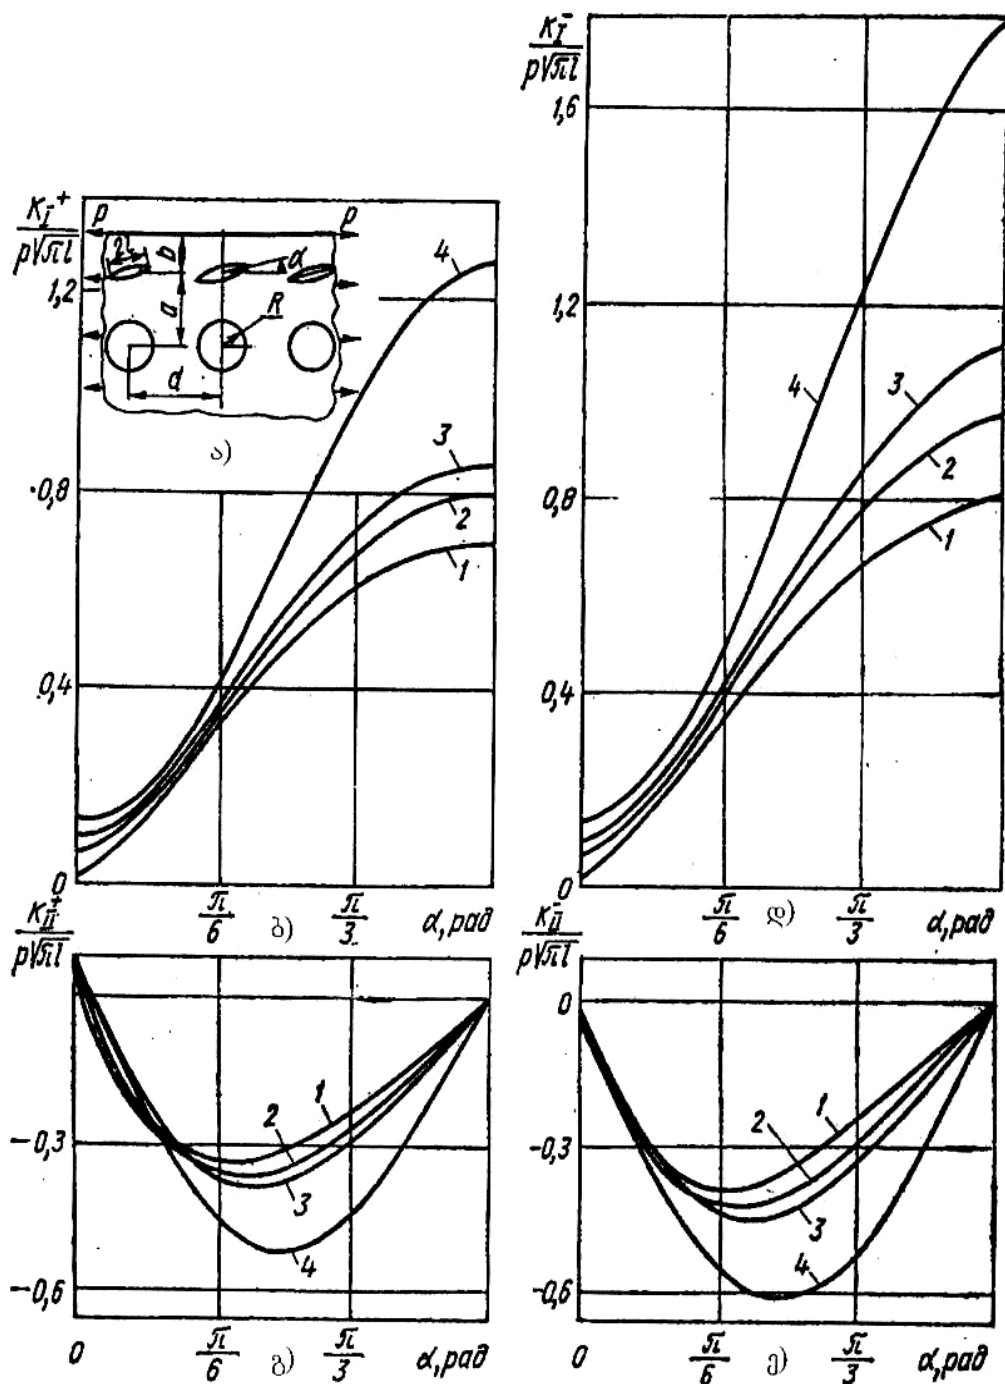 K_I^+ / p√πl
P P
2l b α
a R
d
ა)
1,2
0,8
0,4
0
4
3
2
1
π/6 ბ) π/3 α, рад
K_I^- / p√πl
1,6
1,2
0,8
0,4
0
4
3
2
1
π/6 დ) π/3 α, рад
K_II^+ / p√πl
-0,3
-0,6
1
2
3
4
0 π/6 გ) π/3 α, рад
K_II^- / p√πl
0
-0,3
-0,6
1
2
3
4
0 π/6 ე) π/3 α, рад